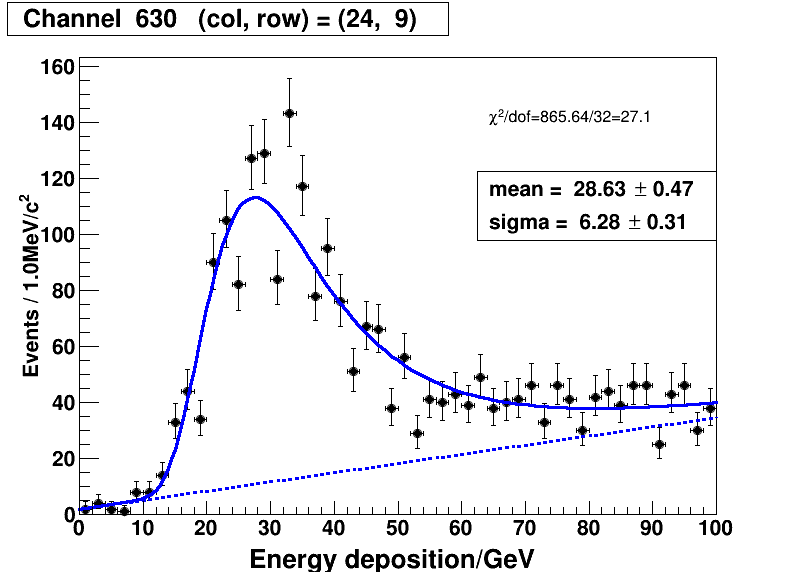 Channel 630 (col, row) = (24, 9)
χ²/dof=865.64/32=27.1
mean = 28.63 ± 0.47
sigma = 6.28 ± 0.31
Events / 1.0MeV/c²
160
140
120
100
80
60
40
20
0
0 10 20 30 40 50 60 70 80 90 100
Energy deposition/GeV